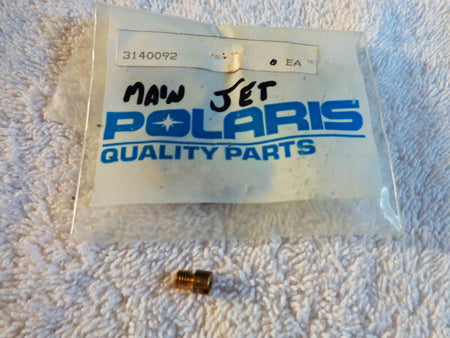 3140092 EA
MAIN JET
POLARIS
QUALITY PARTS